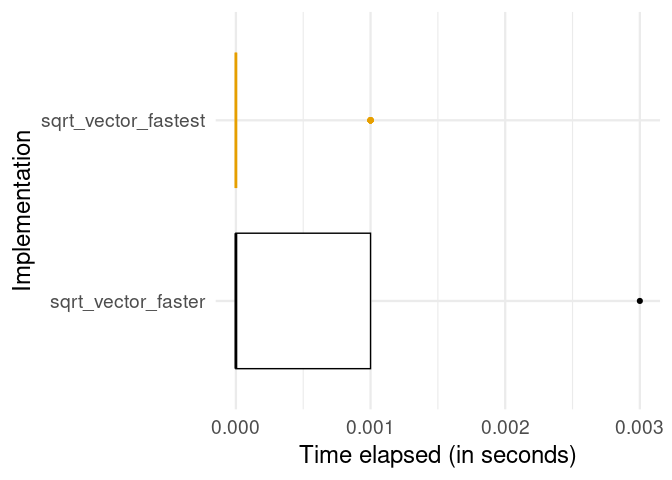 Implementation
sqrt_vector_fastest
sqrt_vector_faster
0.000 0.001 0.002 0.003
Time elapsed (in seconds)